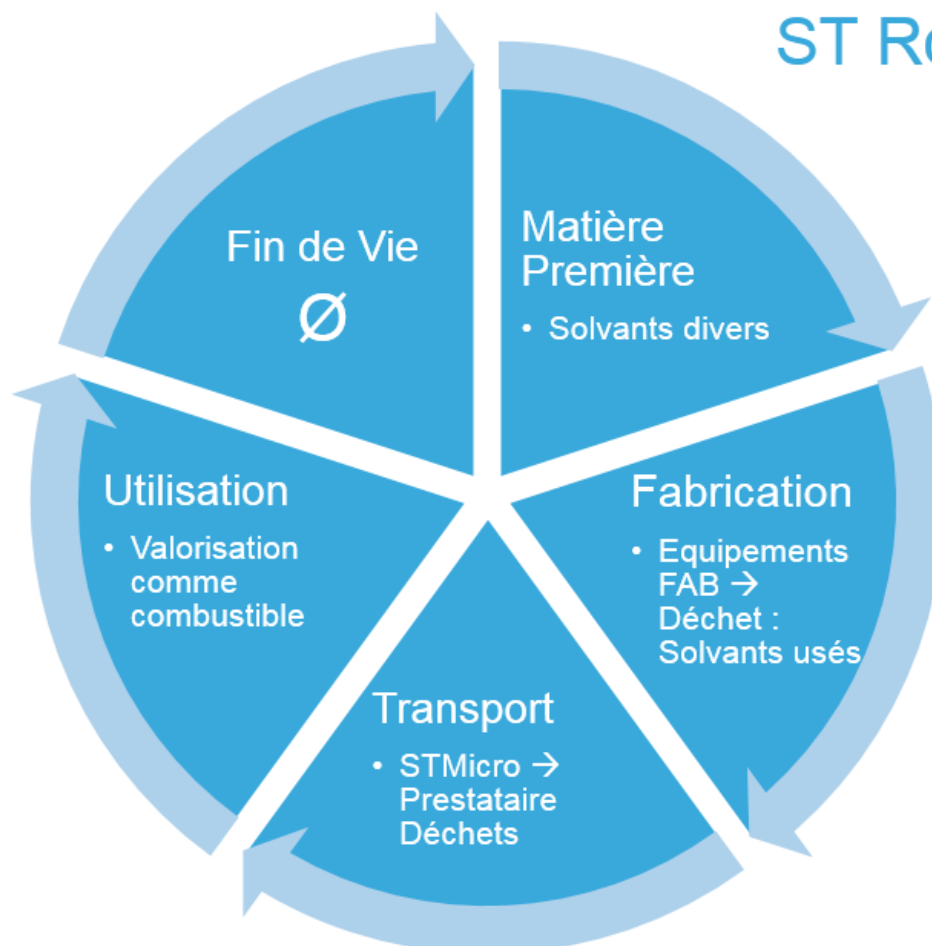 ST
Matière
Première
• Solvants divers
Fabrication
• Equipements
FAB →
Déchet :
Solvants usés
Transport
• STMicro →
Prestataire
Déchets
Utilisation
• Valorisation
comme
combustible
Fin de Vie
Ø